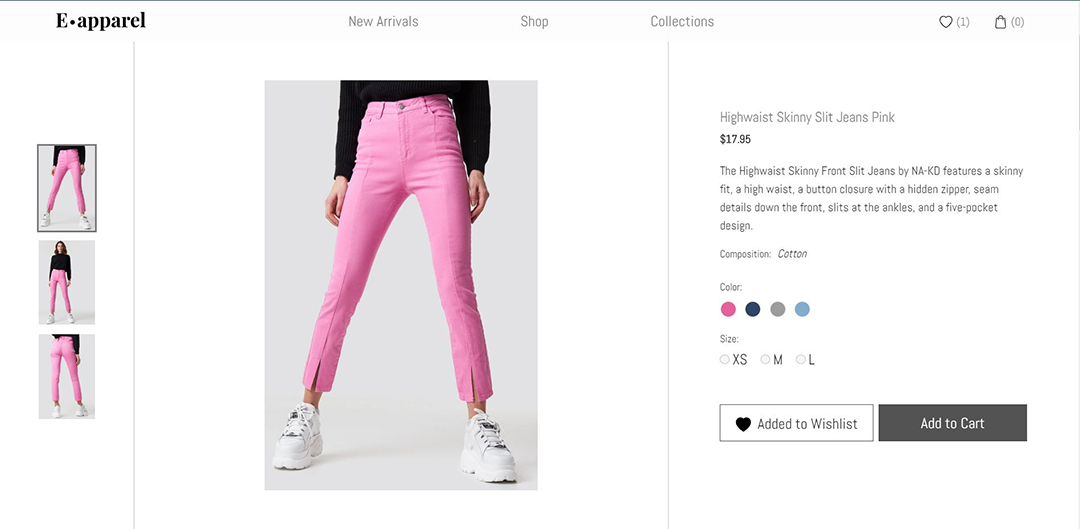 E•apparel
New Arrivals
Shop
Collections
(1)
(0)
Highwaist Skinny Slit Jeans Pink
$17.95
The Highwaist Skinny Front Slit Jeans by NA-KD features a skinny
fit, a high waist, a button closure with a hidden zipper, seam
details down the front, slits at the ankles, and a five-pocket
design.
Composition: Cotton
Color:
Size:
XS M L
Added to Wishlist
Add to Cart